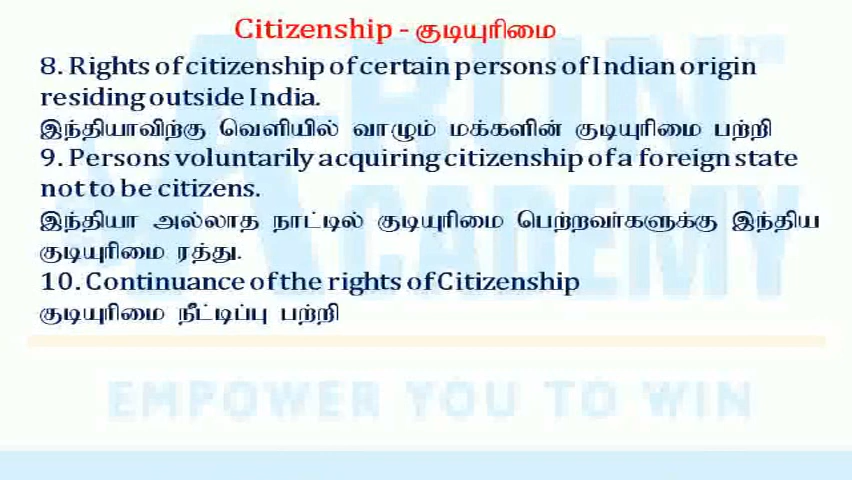 Citizenship - குடியுரிமை
8. Rights of citizenship of certain persons of Indian origin
residing outside India.
இந்தியாவிற்கு வெளியில் வாழும் மக்களின் குடியுரிமை பற்றி
9. Persons voluntarily acquiring citizenship of a foreign state
not to be citizens.
இந்தியா அல்லாத நாட்டில் குடியுரிமை பெற்றவர்களுக்கு இந்திய
குடியுரிமை ரத்து.
10. Continuance of the rights of Citizenship
குடியுரிமை நீட்டிப்பு பற்றி
ARUN
ACADEMY
EMPOWER YOU TO WIN